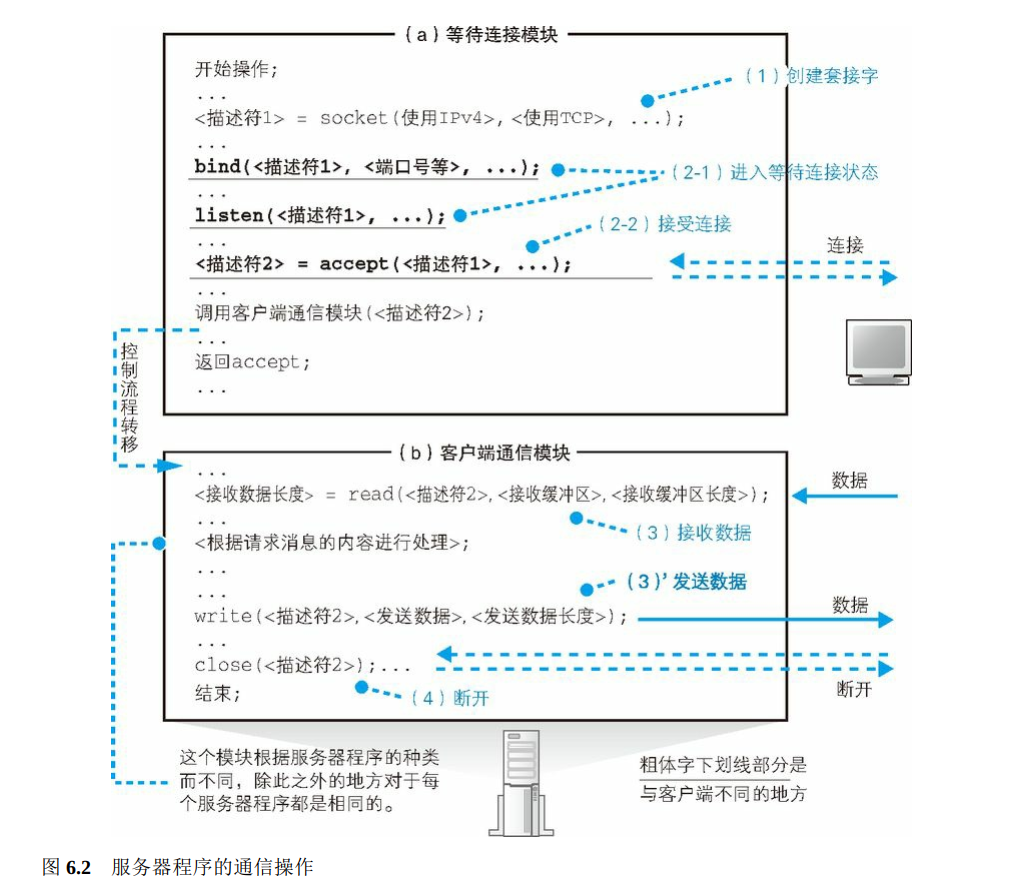 (a)等待连接模块
开始操作;
...
(1)创建套接字
<描述符1> = socket(使用IPv4>,<使用TCP>, ...);
...
bind(<描述符1>, <端口号等>, ...);
(2-1)进入等待连接状态
...
listen(<描述符1>, ...);
(2-2)接受连接
...
连接
<描述符2> = accept(<描述符1>, ...);
...
调用客户端通信模块(<描述符2>);
...
返回accept;
...
控制流程转移
(b)客户端通信模块
...
数据
<接收数据长度> = read(<描述符2>,<接收缓冲区>,<接收缓冲区长度>);
...
(3)接收数据
<根据请求消息的内容进行处理>;
...
...
(3)’发送数据
数据
write(<描述符2>,<发送数据>,<发送数据长度>);
...
close(<描述符2>);...
断开
结束;
(4)断开
这个模块根据服务器程序的种类
而不同，除此之外的地方对于每
个服务器程序都是相同的。
粗体字下划线部分是
与客户端不同的地方
图 6.2 服务器程序的通信操作